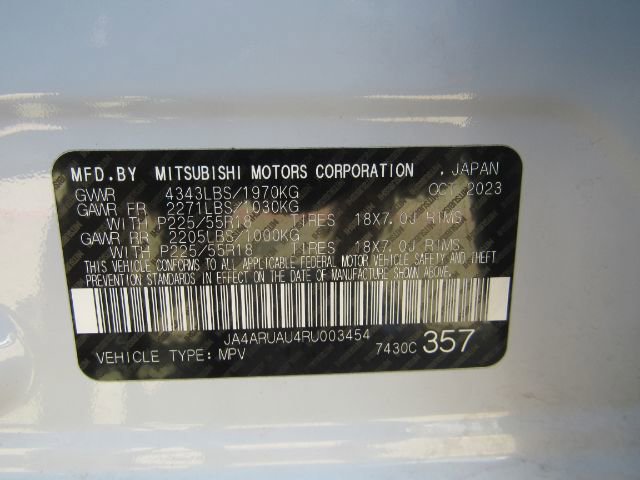 MFD.BY MITSUBISHI MOTORS CORPORATION , JAPAN
GVWR 4343LBS/1970KG OCT.2023
GAWR FR 2271LBS/1030KG
WITH P225/55R18 TIRES 18X7.0J RIMS,
GAWR RR 2205LBS/1000KG
WITH P225/55R18 TIRES 18X7.0J RIMS.
THIS VEHICLE CONFORMS TO ALL APPLICABLE FEDERAL MOTOR VEHICLE SAFETY AND THEFT
PREVENTION STANDARDS IN EFFECT ON THE DATE OF MANUFACTURE SHOWN ABOVE.
JA4ARUAU4RU003454
VEHICLE TYPE: MPV 7430C 357